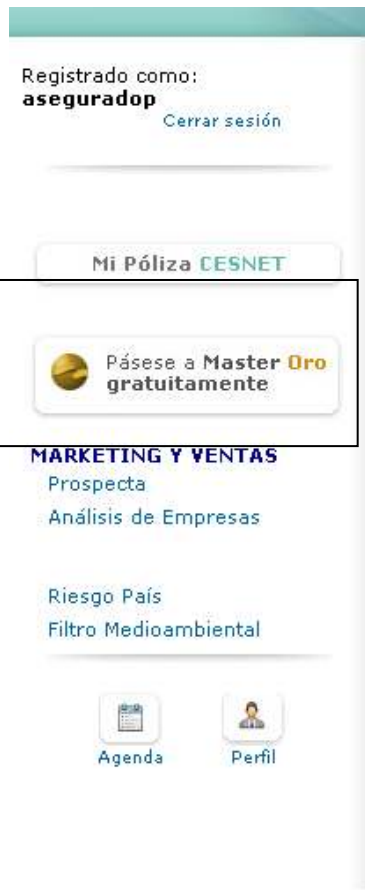 Registrado como:
aseguradop
Cerrar sesión
Mi Póliza CESNET
Pásese a Master Oro
gratuitamente
MARKETING Y VENTAS
Prospecta
Análisis de Empresas
Riesgo País
Filtro Medioambiental
Agenda
Perfil